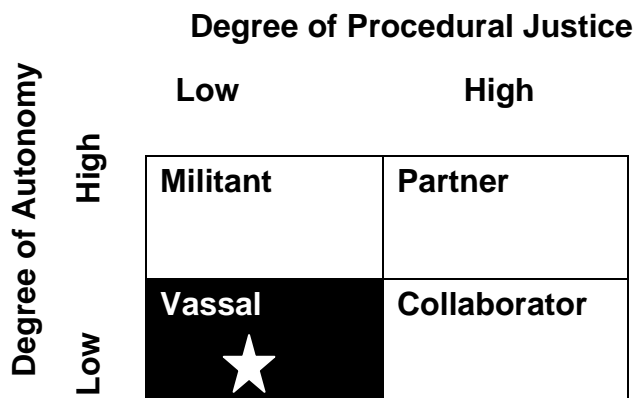 Degree of Procedural Justice
Low High
Degree of Autonomy
High
Militant Partner
Vassal Collaborator
Low